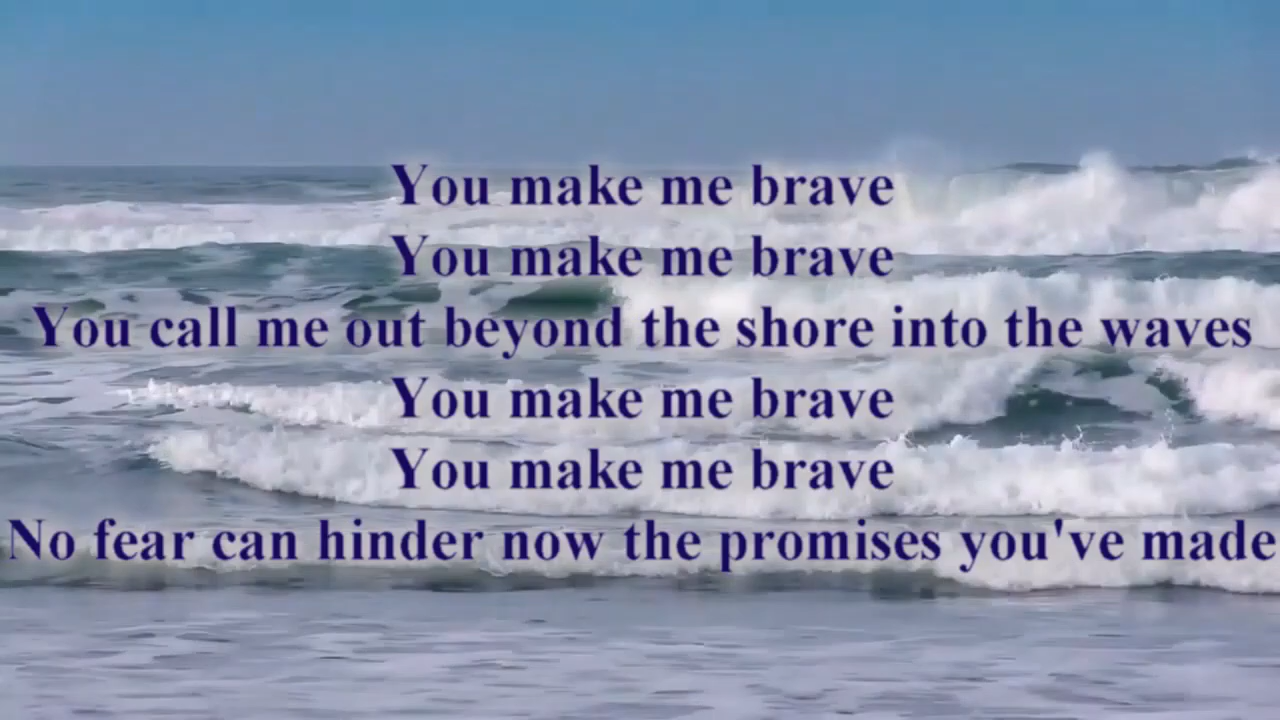 You make me brave
You make me brave
You call me out beyond the shore into the waves
You make me brave
You make me brave
No fear can hinder now the promises you've made